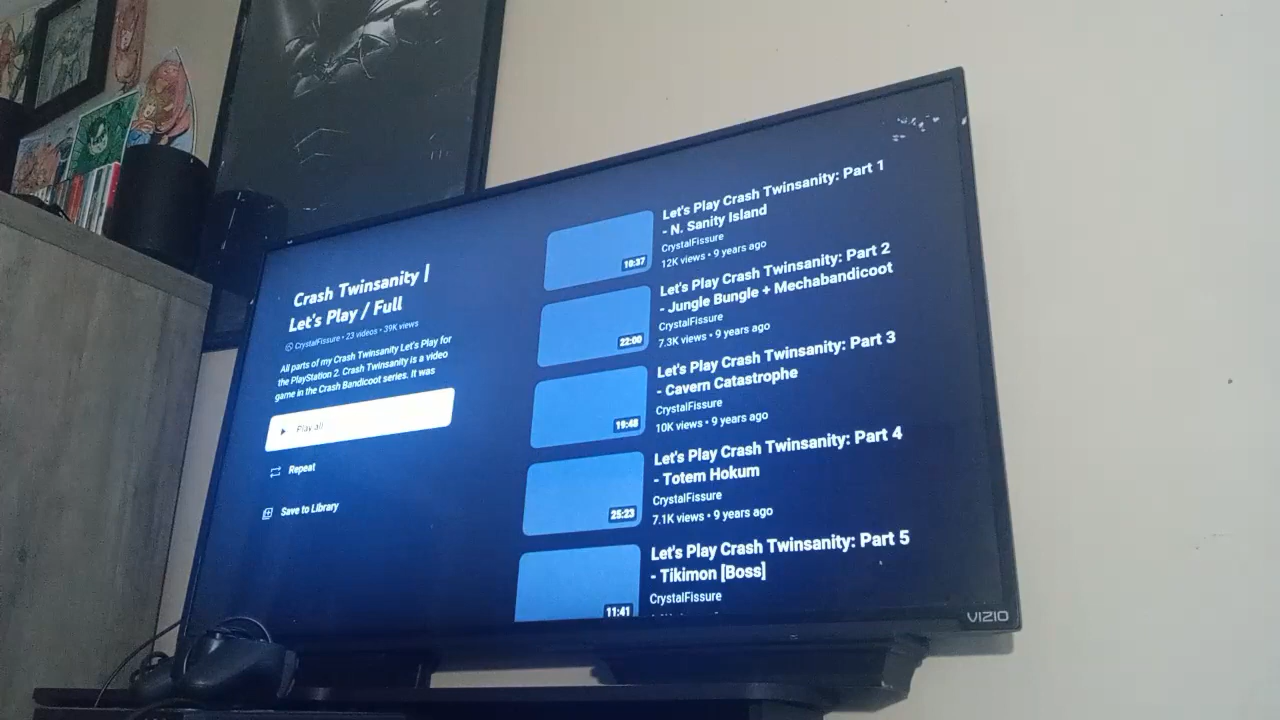 Crash Twinsanity |
Let's Play / Full
CrystalFissure • 23 videos • 39K views
All parts of my Crash Twinsanity Let's Play for
the PlayStation 2. Crash Twinsanity is a video
game in the Crash Bandicoot series. It was
Play all
Repeat
Save to Library
10:37
Let's Play Crash Twinsanity: Part 1
- N. Sanity Island
CrystalFissure
12K views • 9 years ago
22:00
Let's Play Crash Twinsanity: Part 2
- Jungle Bungle + Mechabandicoot
CrystalFissure
7.3K views • 9 years ago
19:48
Let's Play Crash Twinsanity: Part 3
- Cavern Catastrophe
CrystalFissure
10K views • 9 years ago
25:23
Let's Play Crash Twinsanity: Part 4
- Totem Hokum
CrystalFissure
7.1K views • 9 years ago
11:41
Let's Play Crash Twinsanity: Part 5
- Tikimon [Boss]
CrystalFissure
VIZIO